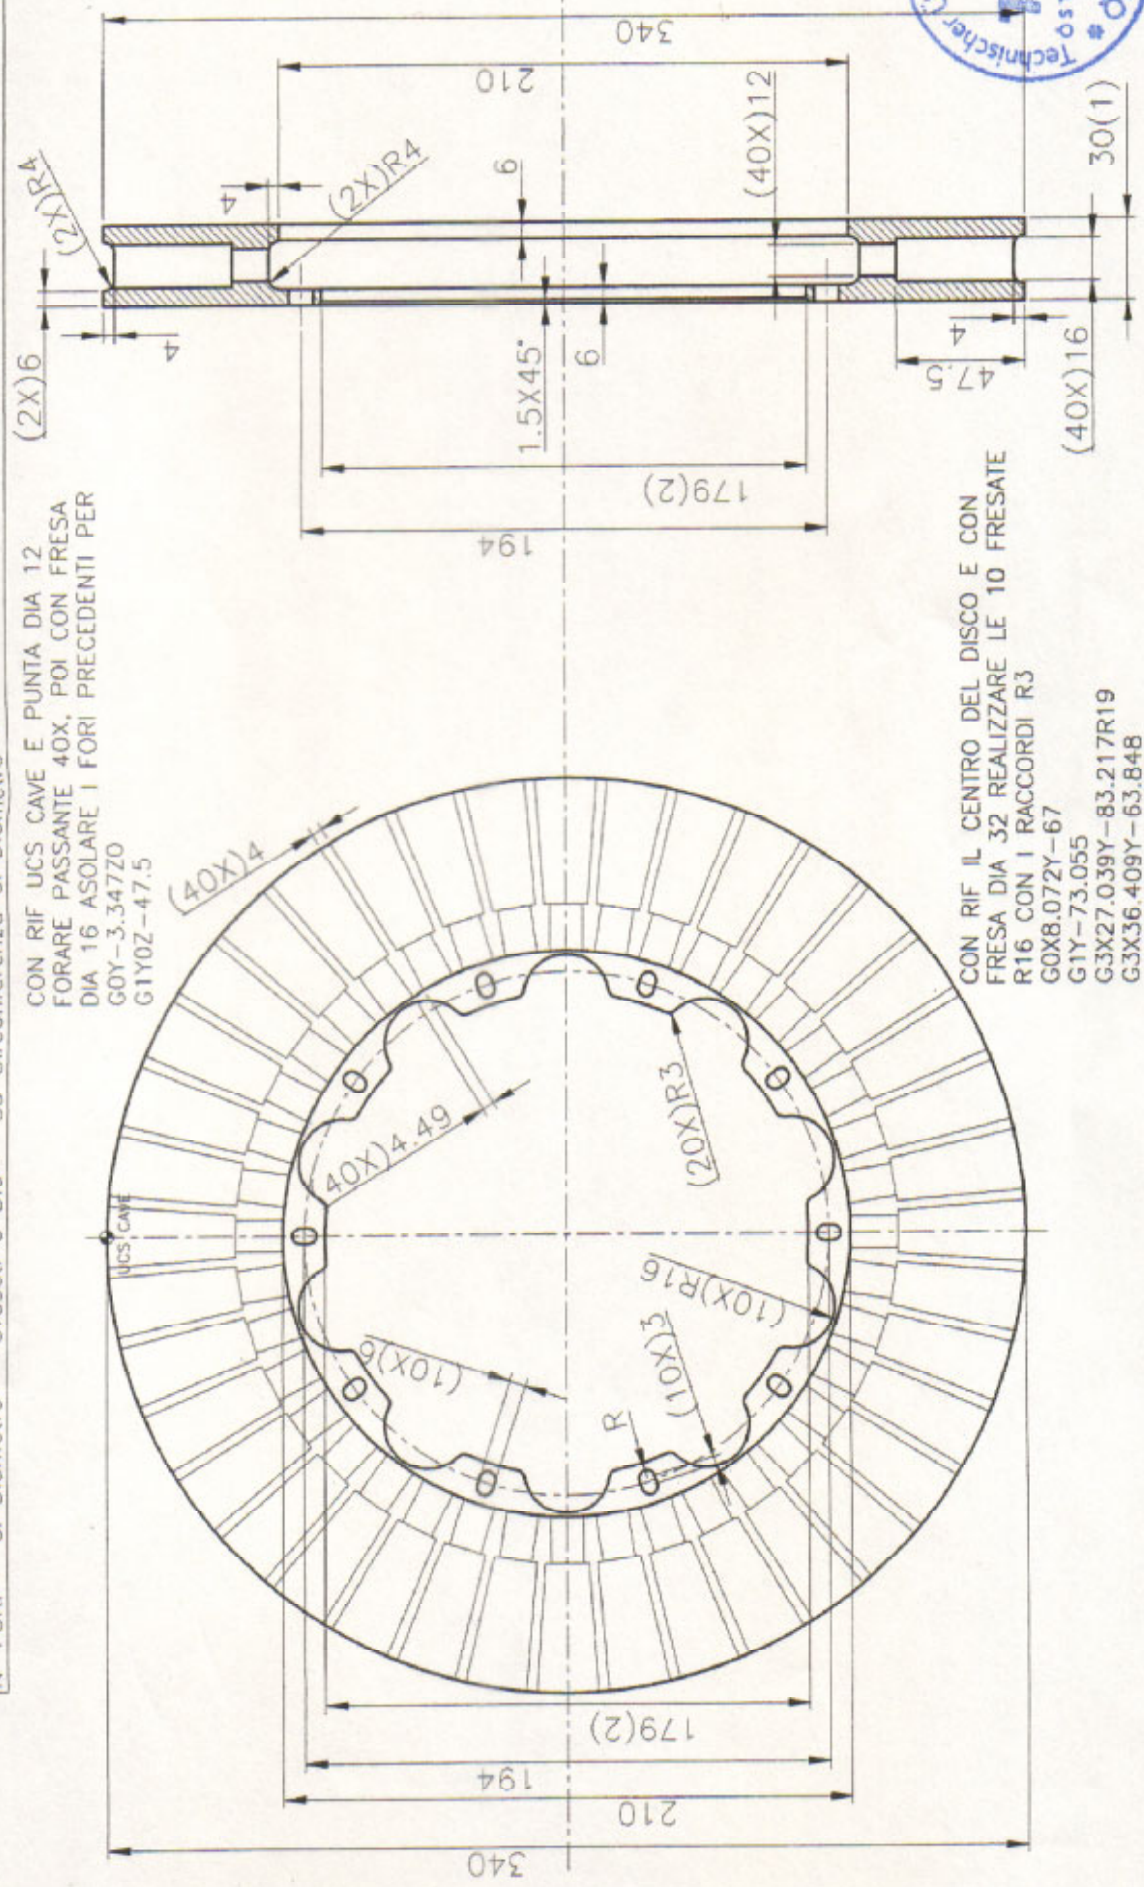 CON RIF UCS CAVE E PUNTA DIA 12
FORARE PASSANTE 40X, POI CON FRESA
DIA 16 ASOLARE I FORI PRECEDENTI PER
G0Y-3.347Z0
G1Y0Z-47.5
(2X)6
(2X)R4
4
4
(2X)R4
340
210
6
(40X)12
30(1)
1.5X45°
6
179(2)
194
47.5
4
(40X)16
Technischer
ÖST
UCS CAVE
(40X)4
40X)4.49
(20X)R3
(10X)6
(10X)R16
R
(10X)3
179(2)
194
210
340
CON RIF IL CENTRO DEL DISCO E CON
FRESA DIA 32 REALIZZARE LE 10 FRESATE
R16 CON I RACCORDI R3
G0X8.072Y-67
G1Y-73.055
G3X27.039Y-83.217R19
G3X36.409Y-63.848